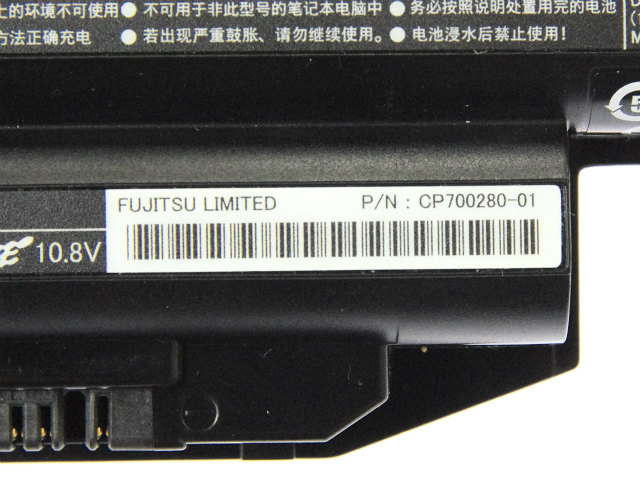 上的环境不可使用● 不可用于非此型号的笔记本电脑中 ● 务必按照说明处置用完的电池
方法正确充电 ● 若出现严重鼓胀、请勿继续使用。● 电池浸水后禁止使用!
5
FUJITSU LIMITED P/N : CP700280-01
10.8V